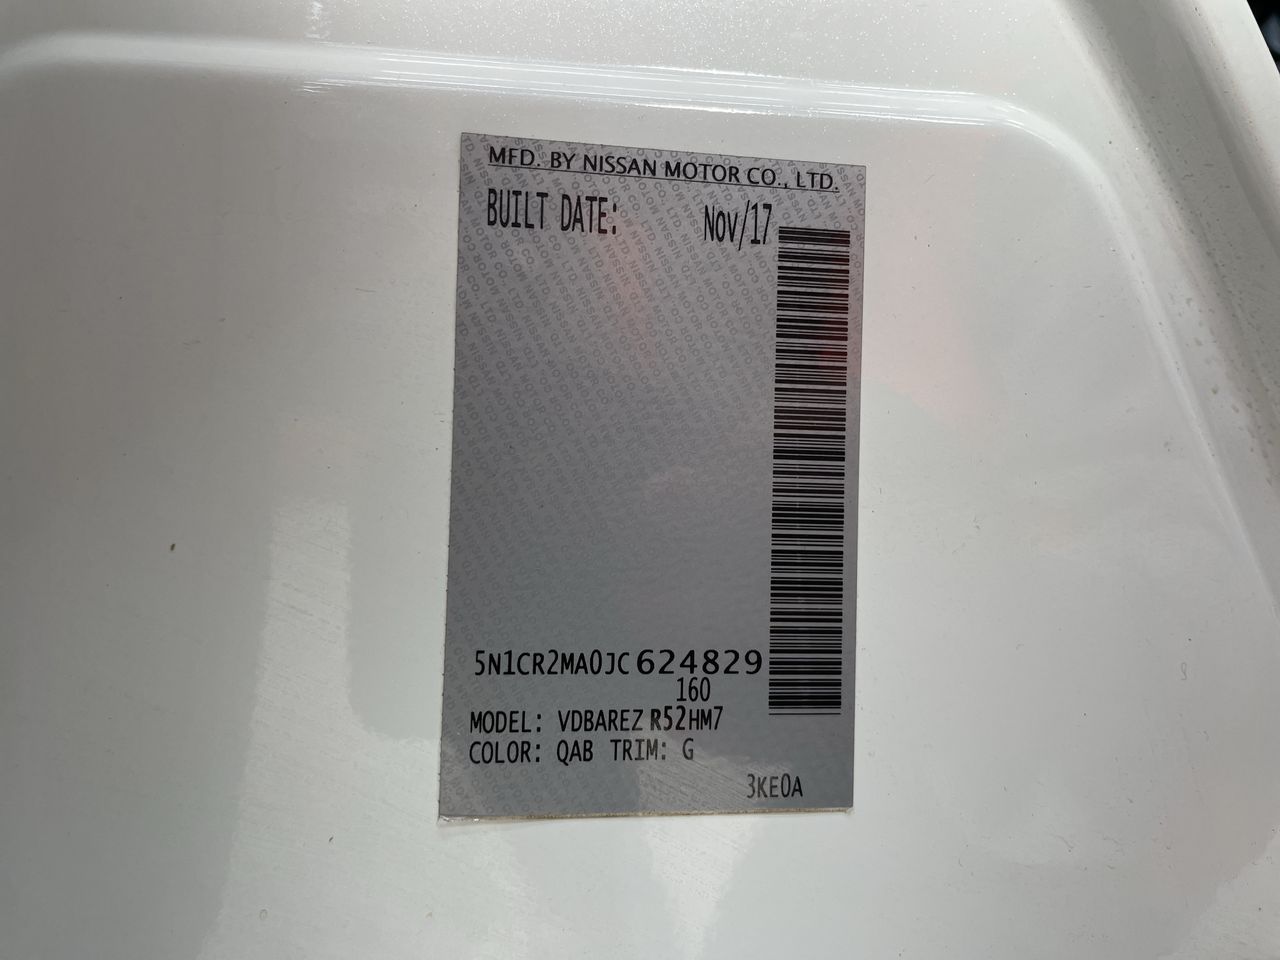 MFD. BY NISSAN MOTOR CO., LTD.
BUILT DATE: Nov/17
5N1CR2MA0JC624829
160
MODEL: VDBAREZ R52HM7
COLOR: QAB TRIM: G
3KE0A